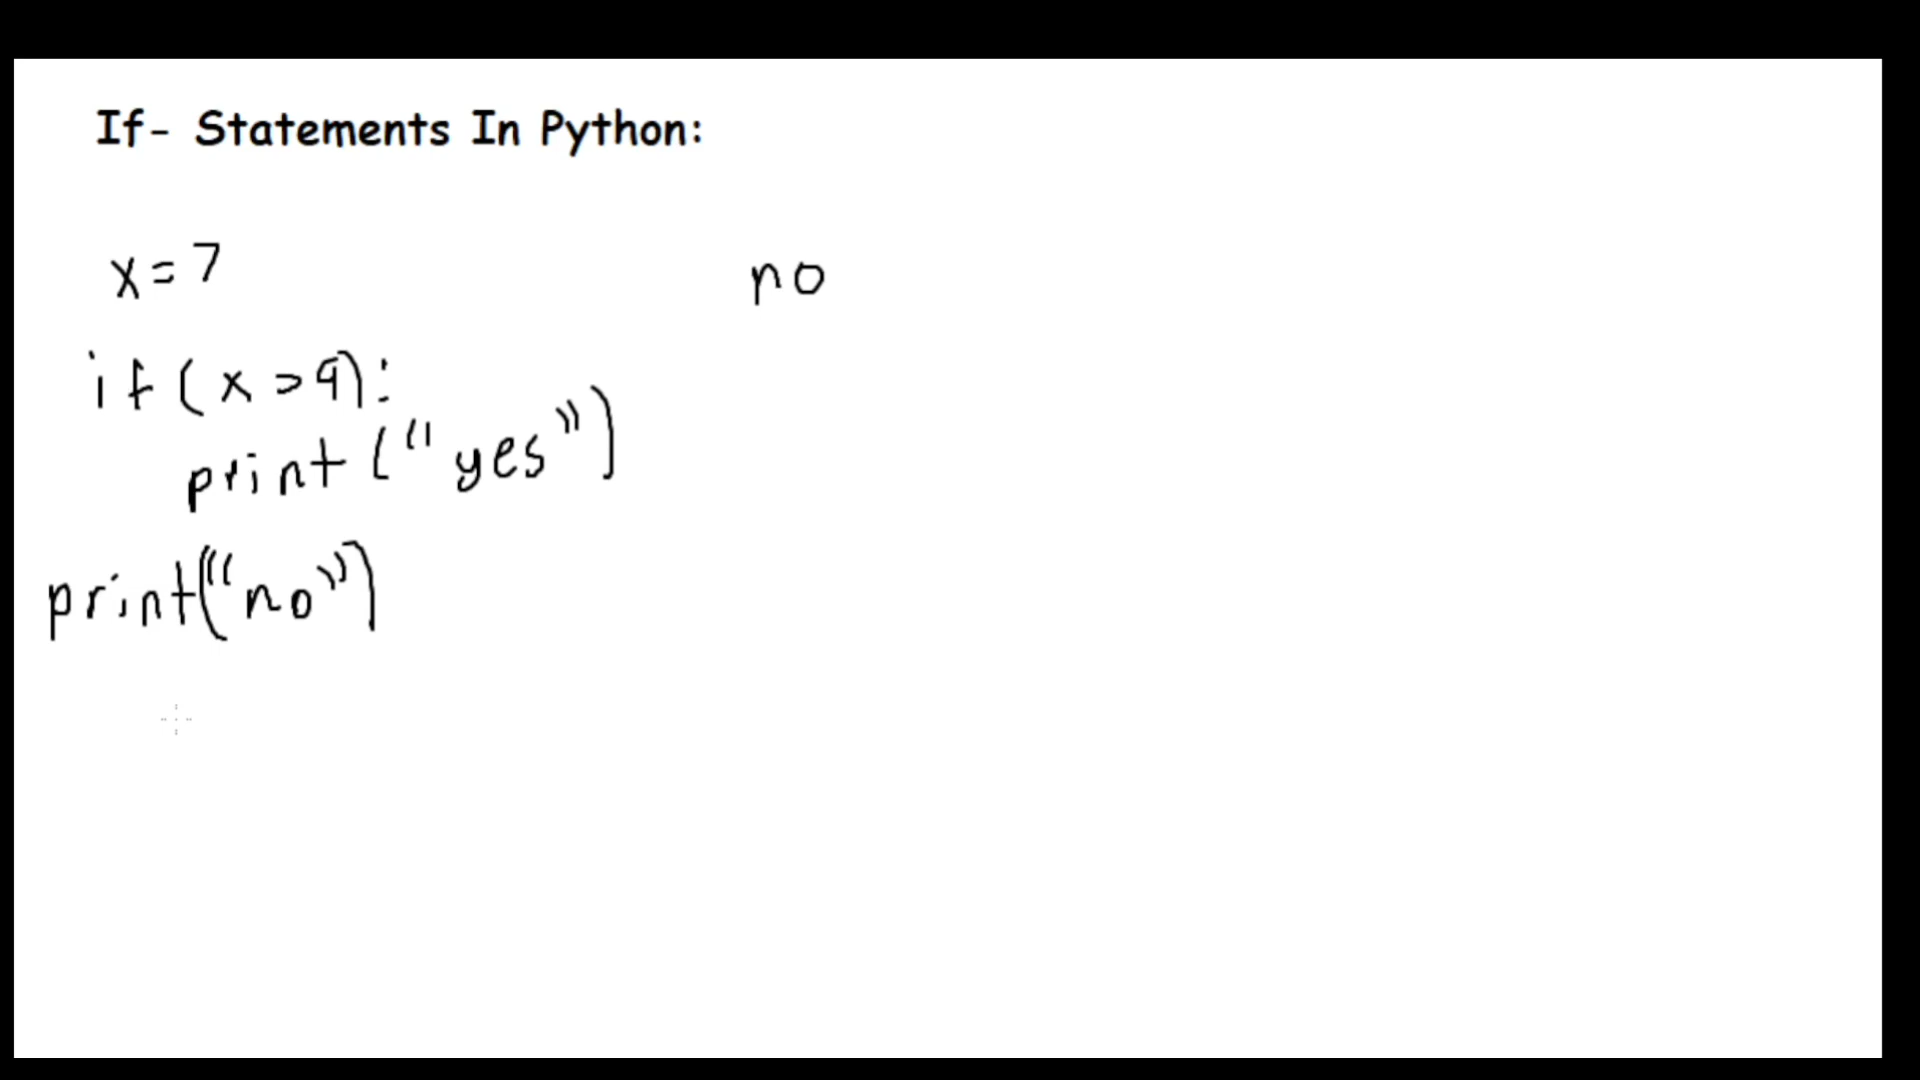 If- Statements In Python:
x=7
no
if(x>9):
print("yes")
print("no")